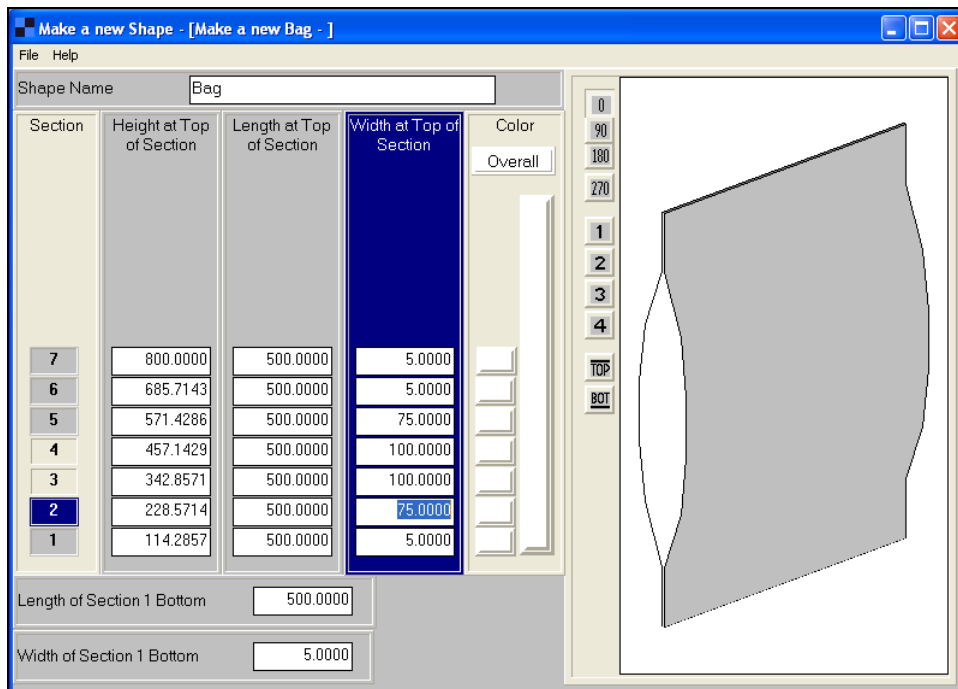 Make a new Shape - [Make a new Bag - ]
File Help
Shape Name Bag
Section Height at Top of Section Length at Top of Section Width at Top of Section Color
Overall
7 800.0000 500.0000 5.0000
6 685.7143 500.0000 5.0000
5 571.4286 500.0000 75.0000
4 457.1429 500.0000 100.0000
3 342.8571 500.0000 100.0000
2 228.5714 500.0000 75.0000
1 114.2857 500.0000 5.0000
Length of Section 1 Bottom 500.0000
Width of Section 1 Bottom 5.0000
0
90
180
270
1
2
3
4
TOP
BOT